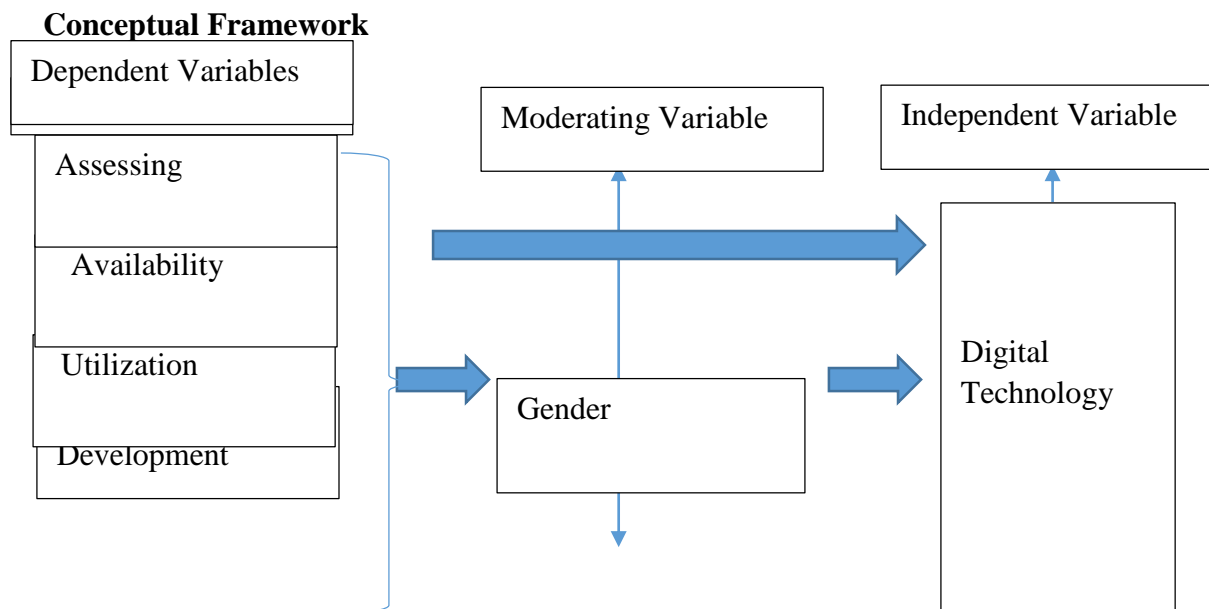 Conceptual Framework
Dependent Variables
Moderating Variable
Independent Variable
Assessing
Availability
Utilization
Development
Gender
Digital
Technology